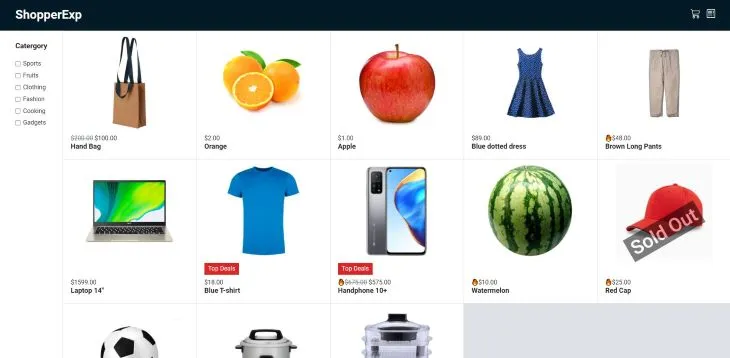 ShopperExp
Catergory
Sports
Fruits
Clothing
Fashion
Cooking
Gadgets
$200.00 $100.00
Hand Bag
$2.00
Orange
$1.00
Apple
$89.00
Blue dotted dress
$48.00
Brown Long Pants
$1599.00
Laptop 14"
Top Deals
$18.00
Blue T-shirt
Top Deals
$675.00 $575.00
Handphone 10+
$10.00
Watermelon
Sold Out
$25.00
Red Cap